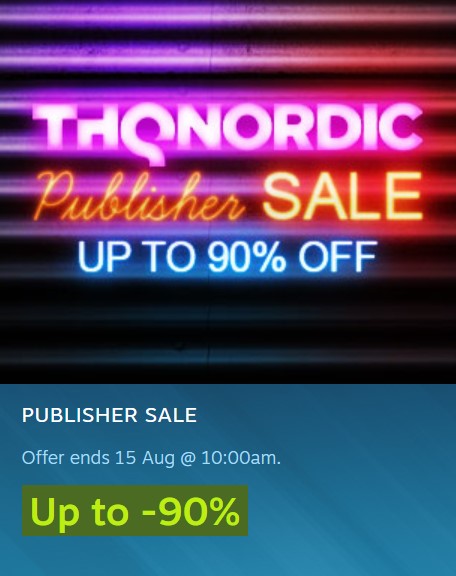 THQNORDIC
Publisher SALE
UP TO 90% OFF
PUBLISHER SALE
Offer ends 15 Aug @ 10:00am.
Up to -90%